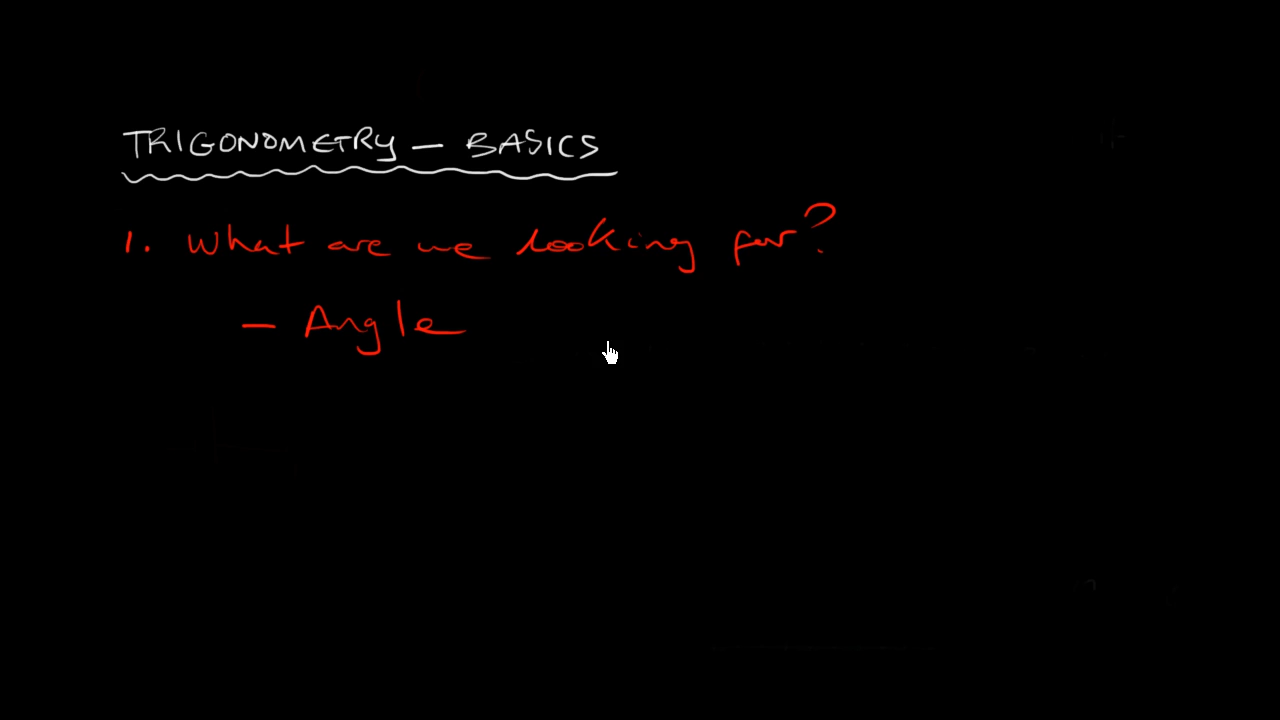 TRIGONOMETRY – BASICS
1. What are we looking for?
– Angle